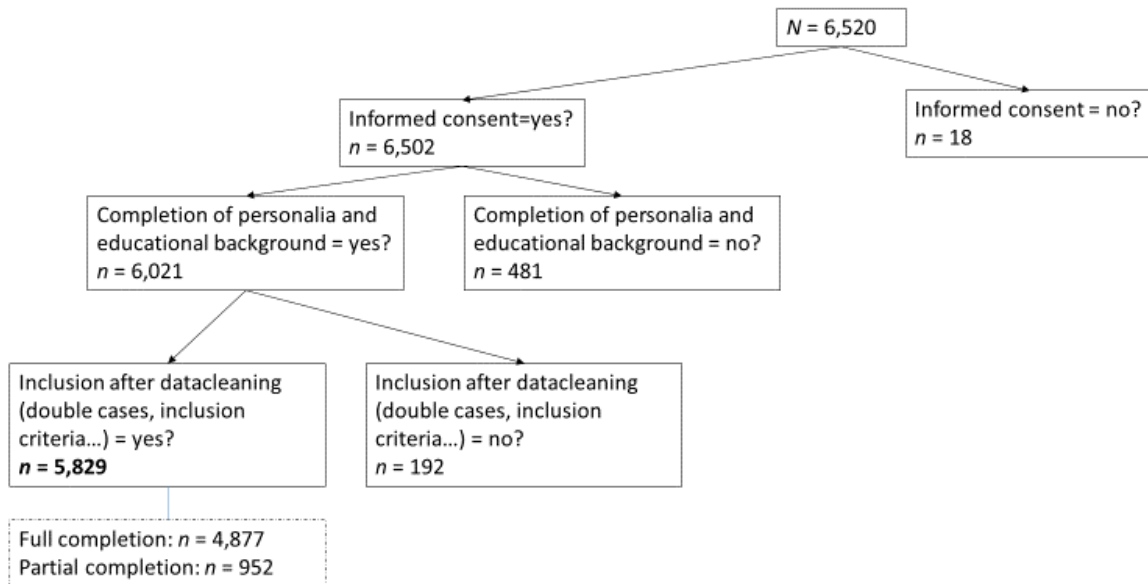 N = 6,520
Informed consent=yes?
n = 6,502
Informed consent = no?
n = 18
Completion of personalia and
educational background = yes?
n = 6,021
Completion of personalia and
educational background = no?
n = 481
Inclusion after datacleaning
(double cases, inclusion
criteria...) = yes?
n = 5,829
Inclusion after datacleaning
(double cases, inclusion
criteria...) = no?
n = 192
Full completion: n = 4,877
Partial completion: n = 952